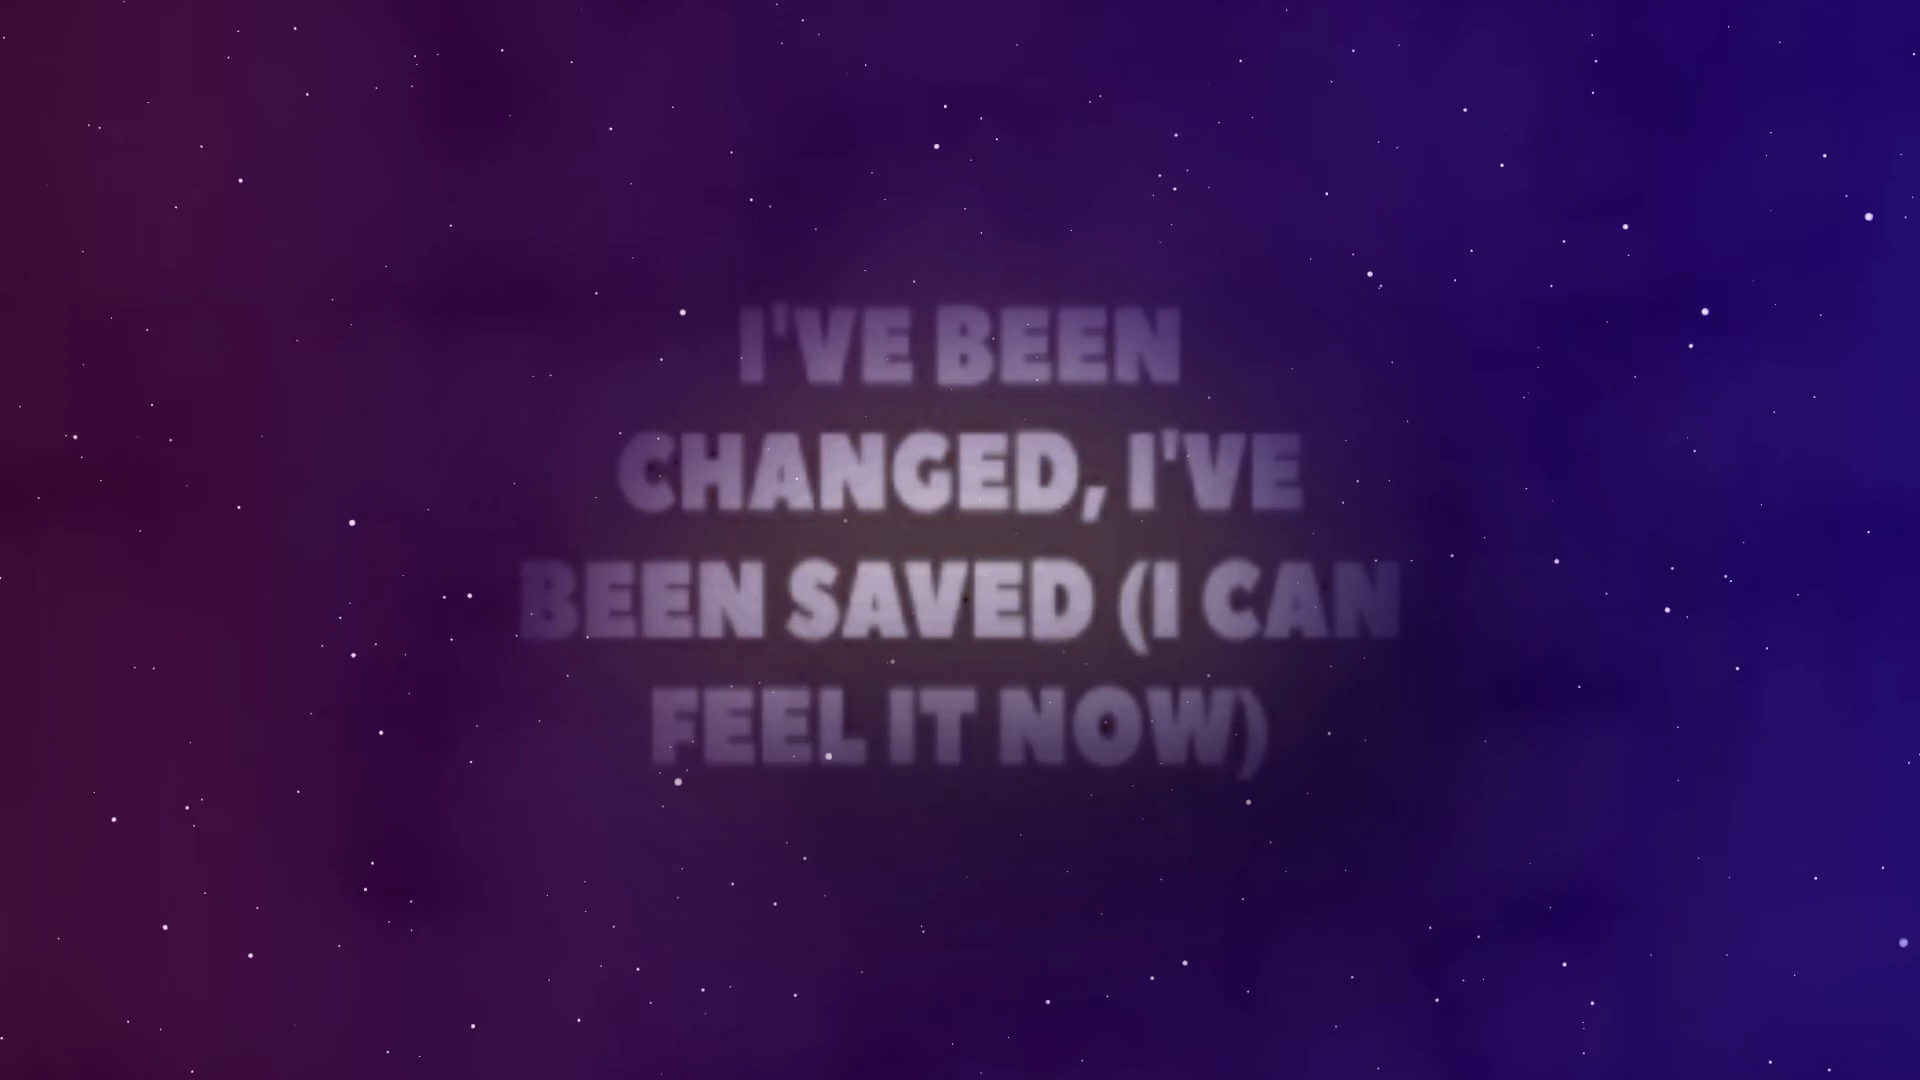 I'VE BEEN
CHANGED, I'VE
BEEN SAVED (I CAN
FEEL IT NOW)